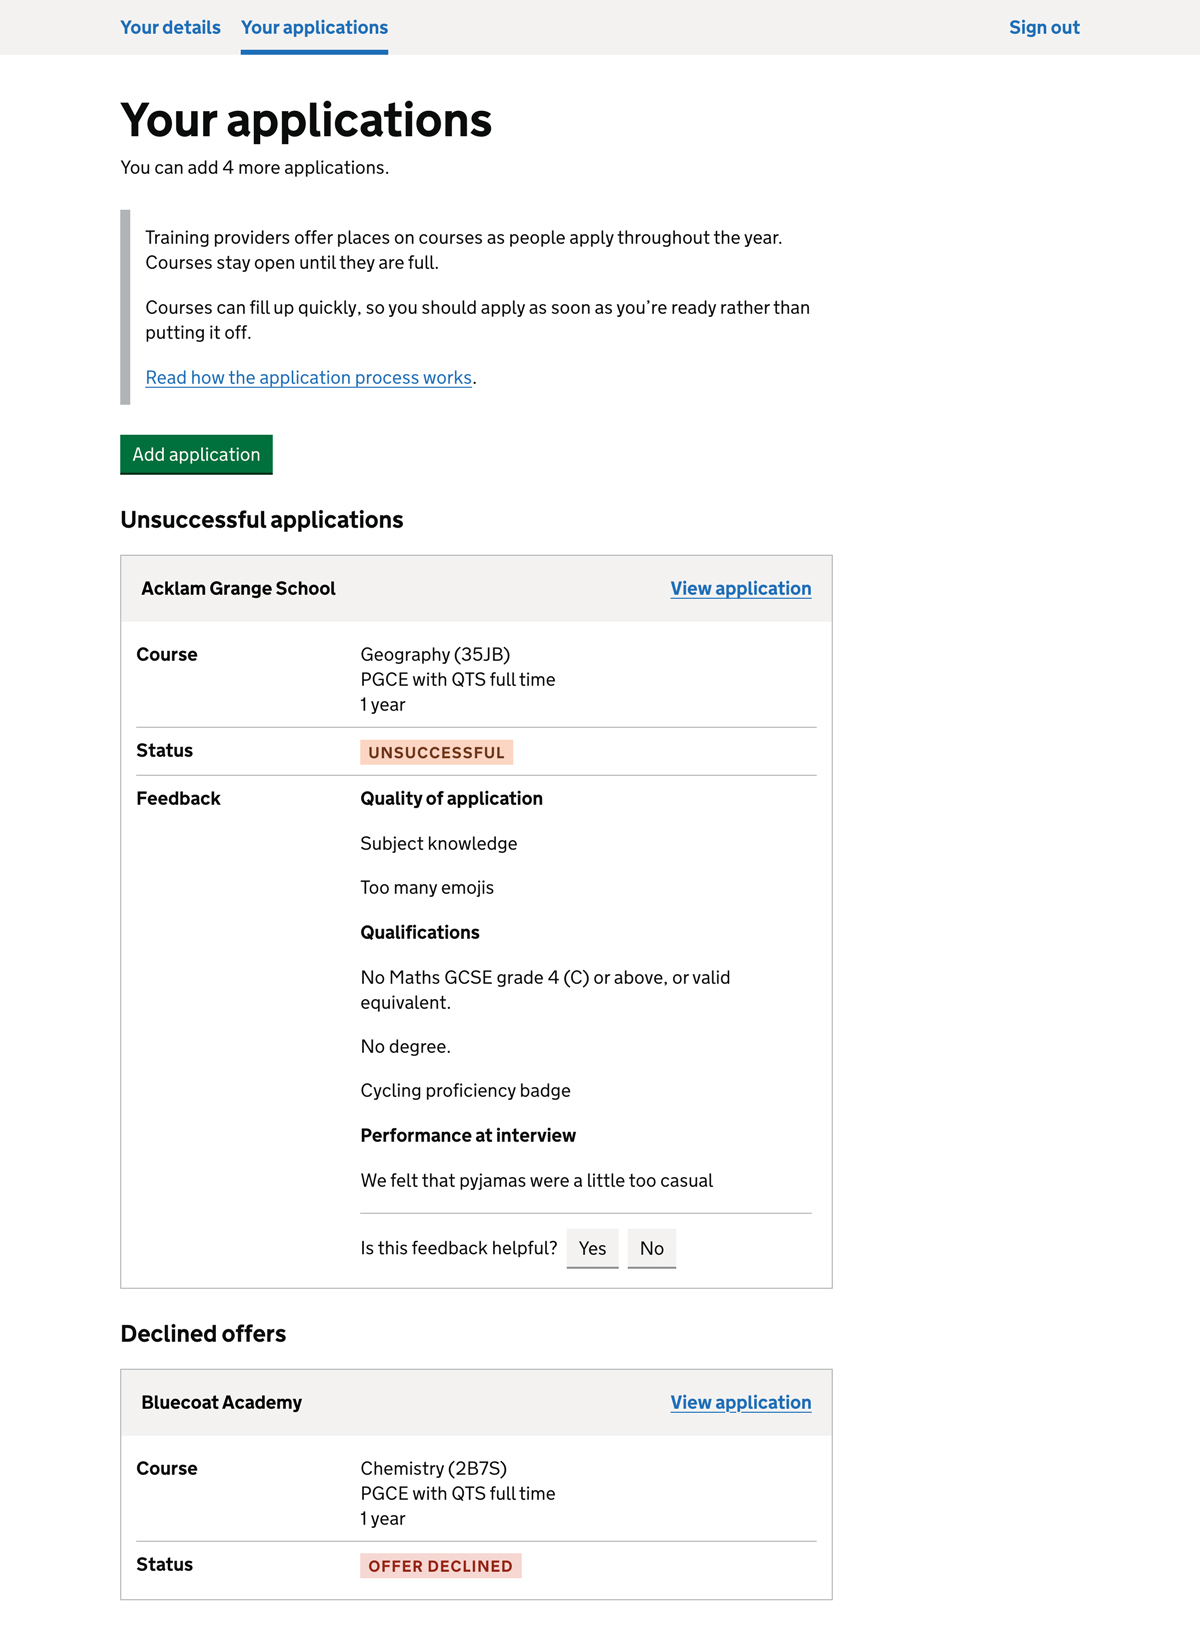 Your details Your applications Sign out
Your applications
You can add 4 more applications.
Training providers offer places on courses as people apply throughout the year.
Courses stay open until they are full.
Courses can fill up quickly, so you should apply as soon as you’re ready rather than
putting it off.
Read how the application process works.
Add application
Unsuccessful applications
Acklam Grange School View application
Course Geography (35JB)
PGCE with QTS full time
1 year
Status UNSUCCESSFUL
Feedback Quality of application
Subject knowledge
Too many emojis
Qualifications
No Maths GCSE grade 4 (C) or above, or valid
equivalent.
No degree.
Cycling proficiency badge
Performance at interview
We felt that pyjamas were a little too casual
Is this feedback helpful? Yes No
Declined offers
Bluecoat Academy View application
Course Chemistry (2B7S)
PGCE with QTS full time
1 year
Status OFFER DECLINED